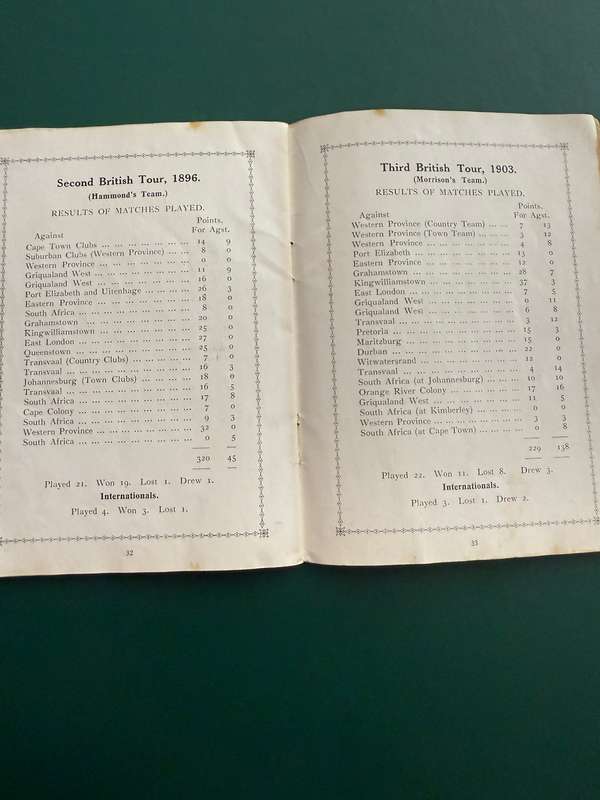 Second British Tour, 1896.
(Hammond's Team.)
RESULTS OF MATCHES PLAYED.
Points.
Against For Agst.
Cape Town Clubs ... ... ... ... ... ... ... 14 9
Suburban Clubs (Western Province) ... ... 8 0
Western Province ... ... ... ... ... ... ... 0 0
Griqualand West ... ... ... ... ... ... ... 11 9
Griqualand West ... ... ... ... ... ... ... 16 0
Port Elizabeth and Uitenhage ... ... ... ... 26 3
Eastern Province ... ... ... ... ... ... ... 18 0
South Africa ... ... ... ... ... ... ... ... 8 0
Grahamstown ... ... ... ... ... ... ... ... 20 0
Kingwilliamstown ... ... ... ... ... ... ... 25 0
East London ... ... ... ... ... ... ... ... 27 0
Queenstown ... ... ... ... ... ... ... ... 25 0
Transvaal (Country Clubs) ... ... ... ... ... 7 0
Transvaal ... ... ... ... ... ... ... ... ... 16 3
Johannesburg (Town Clubs) ... ... ... ... ... 18 0
Transvaal ... ... ... ... ... ... ... ... ... 16 5
South Africa ... ... ... ... ... ... ... ... 17 8
Cape Colony ... ... ... ... ... ... ... ... 7 0
South Africa ... ... ... ... ... ... ... ... 9 3
Western Province ... ... ... ... ... ... ... 32 0
South Africa ... ... ... ... ... ... ... ... 0 5
320 45
Played 21. Won 19. Lost 1. Drew 1.
Internationals.
Played 4. Won 3. Lost 1.
32
Third British Tour, 1903.
(Morrison's Team.)
RESULTS OF MATCHES PLAYED.
Points.
Against For Agst.
Western Province (Country Team) ... ... 7 13
Western Province (Town Team) ... ... ... 3 12
Western Province ... ... ... ... ... ... ... 4 8
Port Elizabeth ... ... ... ... ... ... ... 13 0
Eastern Province ... ... ... ... ... ... ... 12 0
Grahamstown ... ... ... ... ... ... ... ... 28 7
Kingwilliamstown ... ... ... ... ... ... ... 37 3
East London ... ... ... ... ... ... ... ... 7 5
Griqualand West ... ... ... ... ... ... ... 0 11
Griqualand West ... ... ... ... ... ... ... 6 8
Transvaal ... ... ... ... ... ... ... ... ... 3 12
Pretoria ... ... ... ... ... ... ... ... ... 15 3
Maritzburg ... ... ... ... ... ... ... ... 15 0
Durban ... ... ... ... ... ... ... ... ... 22 0
Witwatersrand ... ... ... ... ... ... ... 12 0
Transvaal ... ... ... ... ... ... ... ... ... 4 14
South Africa (at Johannesburg) ... ... ... 10 10
Orange River Colony ... ... ... ... ... ... 17 16
Griqualand West ... ... ... ... ... ... ... 11 5
South Africa (at Kimberley) ... ... ... ... 0 0
Western Province ... ... ... ... ... ... ... 3 3
South Africa (at Cape Town) ... ... ... ... 0 8
229 138
Played 22. Won 11. Lost 8. Drew 3.
Internationals.
Played 3. Lost 1. Drew 2.
33